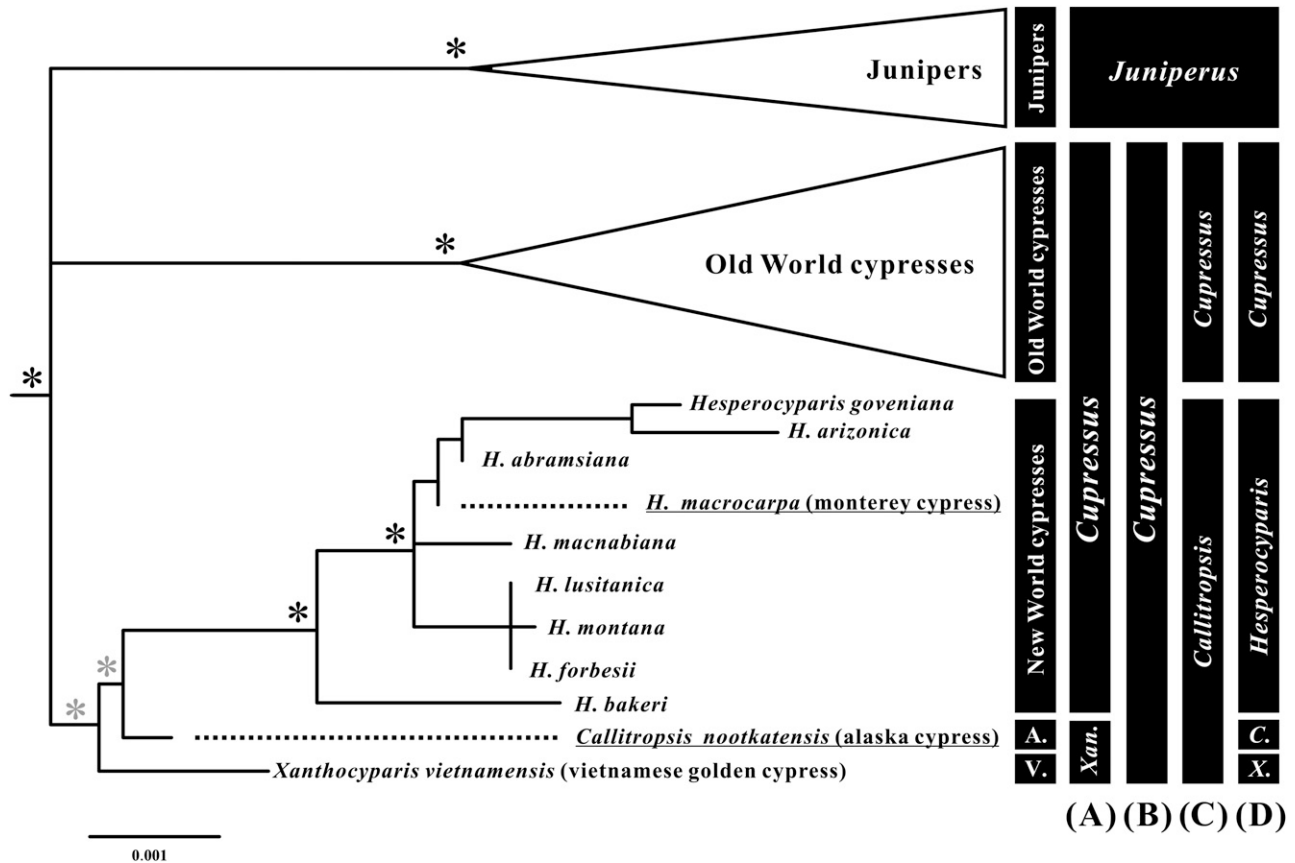 *
Junipers
Junipers
Juniperus
*
Old World cypresses
Old World cypresses
Cupressus
Cupressus
Cupressus
Cupressus
*
Hesperocyparis goveniana
H. arizonica
H. abramsiana
H. macrocarpa (monterey cypress)
*
H. macnabiana
H. lusitanica
*
H. montana
H. forbesii
H. bakeri
*
*
Callitropsis nootkatensis (alaska cypress)
Xanthocyparis vietnamensis (vietnamese golden cypress)
New World cypresses
A.
V.
Xan.
Callitropsis
Hesperocyparis
C.
X.
(A) (B) (C) (D)
0.001